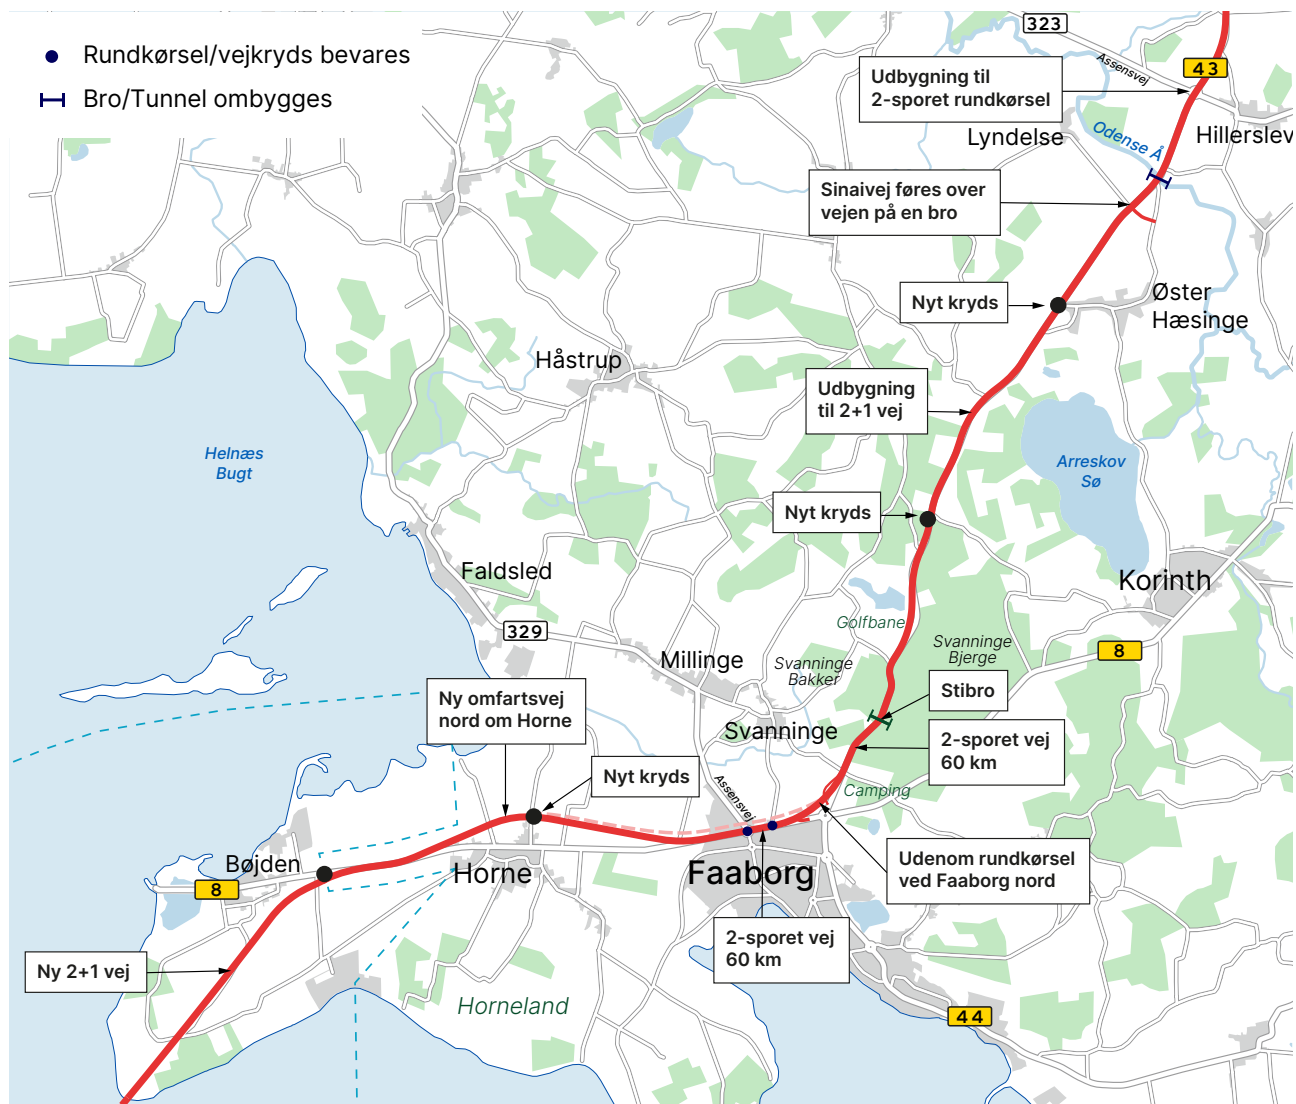 Rundkørsel/vejkryds bevares
Bro/Tunnel ombygges
323
Assensvej
43
Udbygning til
2-sporet rundkørsel
Lyndelse
Odense Å
Hillerslev
Sinaivej føres over
vejen på en bro
Nyt kryds
Øster
Hæsinge
Håstrup
Udbygning
til 2+1 vej
Helnæs
Bugt
Arreskov
Sø
Nyt kryds
Faldsled
Korinth
Golfbane
329
Millinge
Svanninge
Bakker
Svanninge
Bjerge
8
Ny omfartsvej
nord om Horne
Stibro
Svanninge
2-sporet vej
60 km
Nyt kryds
Assensvej
Camping
Bøjden
8
Horne
Faaborg
Udenom rundkørsel
ved Faaborg nord
2-sporet vej
60 km
Ny 2+1 vej
Horneland
44